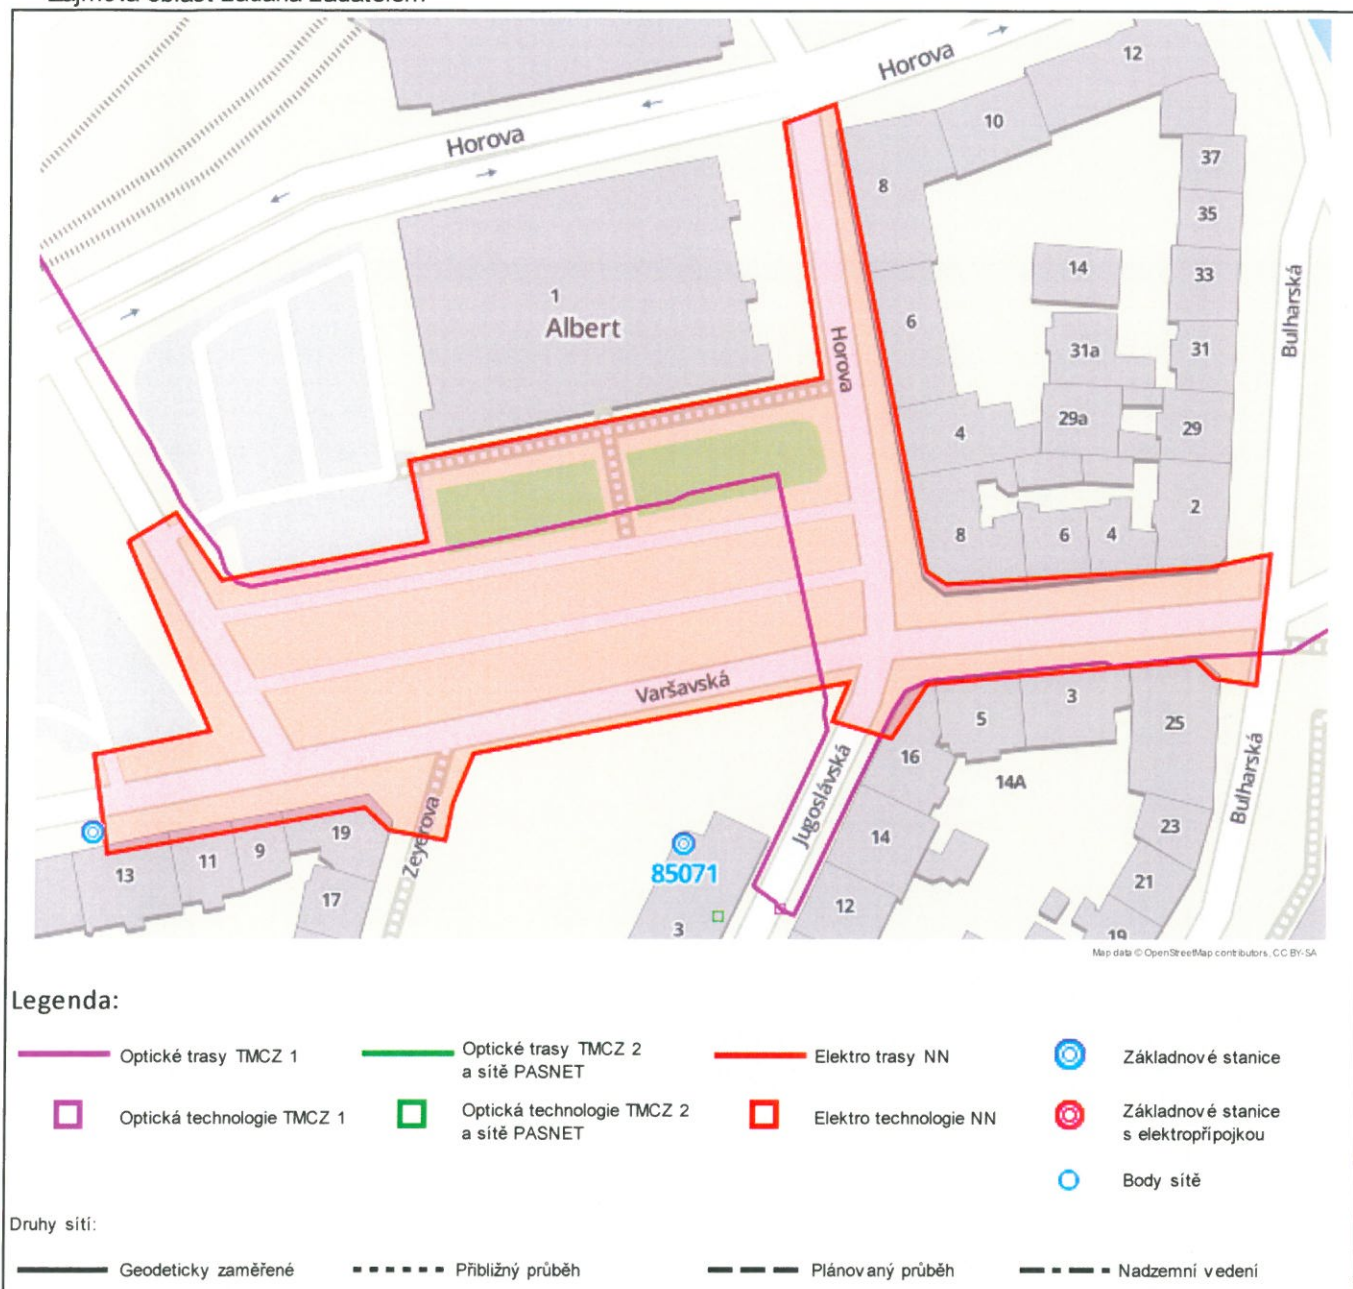 Zájmová oblast zadaná žadatelem
Horova
12
Horova
10
8
37
35
14
33
1
Albert
6
Horova
31a
31
Bulharská
4
29a
29
8
6
4
2
Varšavská
3
5
25
16
14A
Jugoslávská
Bulharská
19
Zeyerova
85071
14
23
13
11
9
17
12
21
3
19
Map data © OpenStreetMap contributors, CC BY-SA
Legenda:
Optické trasy TMCZ 1
Optické trasy TMCZ 2
a sítě PASNET
Elektro trasy NN
Základnové stanice
Optická technologie TMCZ 1
Optická technologie TMCZ 2
a sítě PASNET
Elektro technologie NN
Základnové stanice
s elektropřípojkou
Body sítě
Druhy sítí:
Geodeticky zaměřené
Přibližný průběh
Plánovaný průběh
Nadzemní vedení